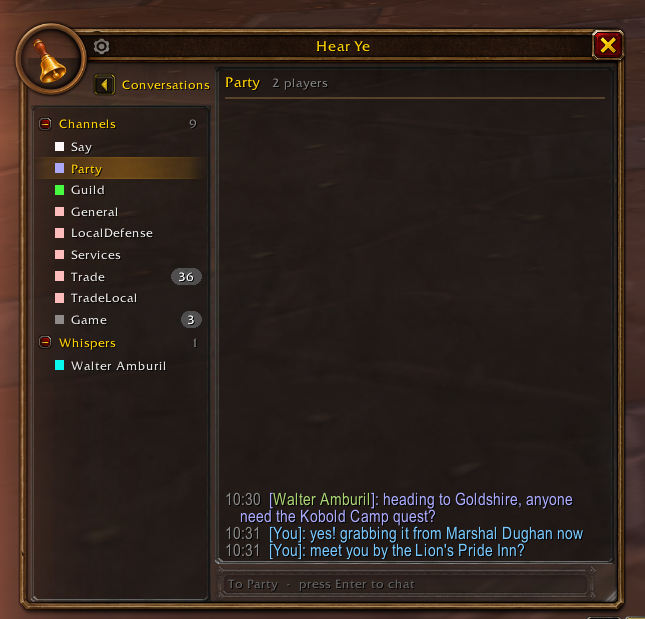 Hear Ye
Conversations
Channels 9
Say
Party
Guild
General
LocalDefense
Services
Trade 36
TradeLocal
Game 3
Whispers 1
Walter Amburil
Party 2 players
10:30 [Walter Amburil]: heading to Goldshire, anyone
need the Kobold Camp quest?
10:31 [You]: yes! grabbing it from Marshal Dughan now
10:31 [You]: meet you by the Lion's Pride Inn?
To Party - press Enter to chat